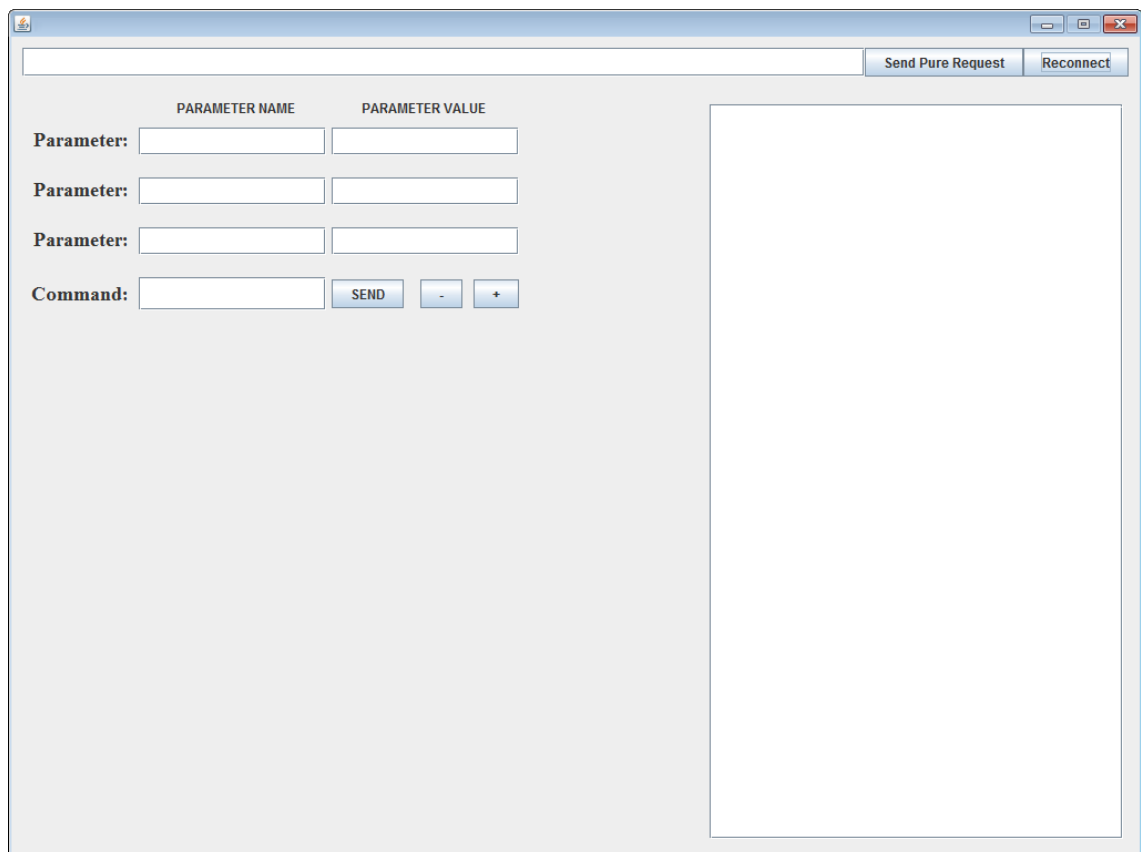 Send Pure Request Reconnect
PARAMETER NAME PARAMETER VALUE
Parameter:
Parameter:
Parameter:
Command: SEND - +